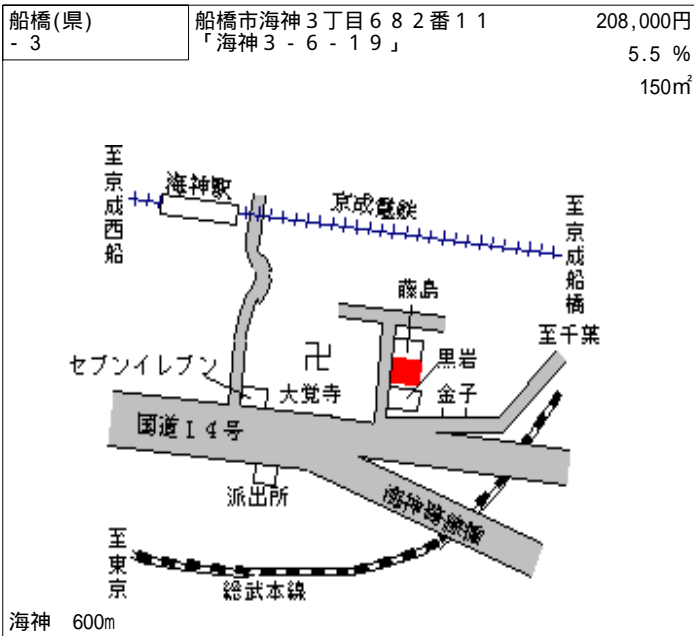 船橋(県)
- 3
船橋市海神３丁目６８２番１１
「海神３‐６‐１９」
208,000円
5.5 %
150㎡
至京成西船
海神駅
京成電鉄
至京成船橋
藤島
至千葉
セブンイレブン
卍
大覚寺
黒岩
金子
国道１４号
派出所
海神跨線橋
至東京
総武本線
海神　600m